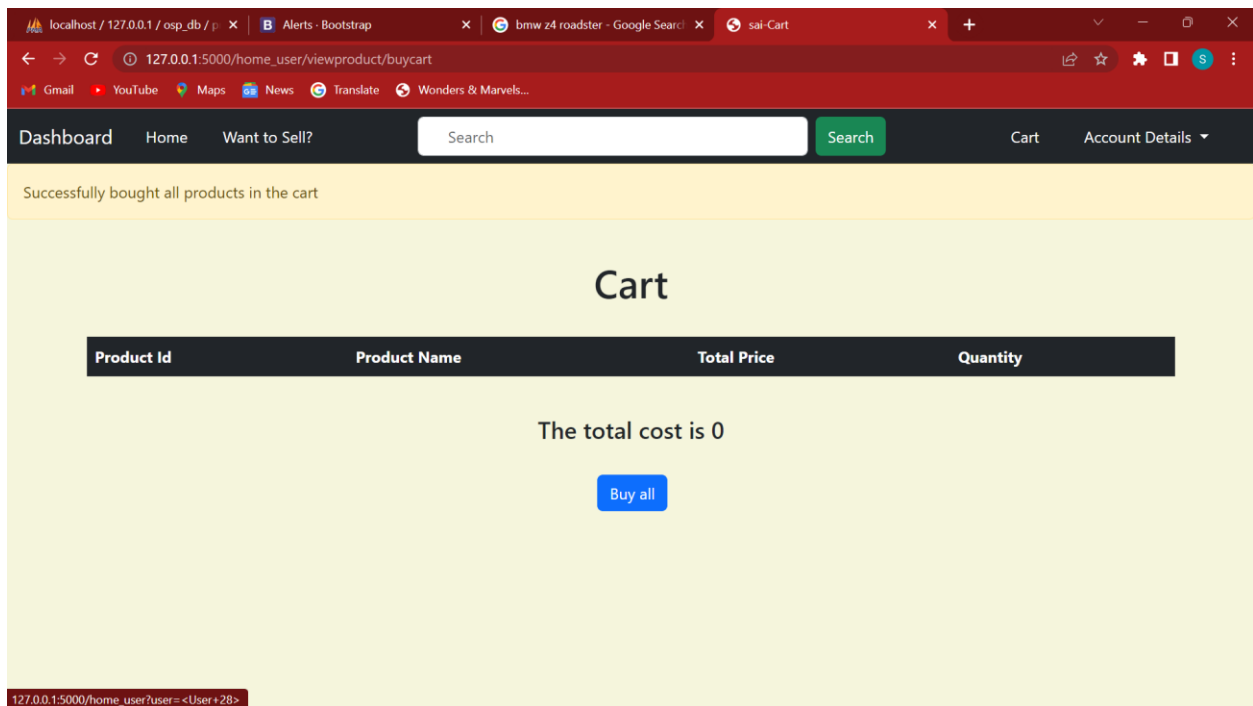 localhost / 127.0.0.1 / osp_db / p
Alerts · Bootstrap
bmw z4 roadster - Google Searc
sai-Cart
127.0.0.1:5000/home_user/viewproduct/buycart
S
Gmail YouTube Maps News Translate Wonders & Marvels...
Dashboard Home Want to Sell? Search Search Cart Account Details
Successfully bought all products in the cart
Cart
Product Id Product Name Total Price Quantity
The total cost is 0
Buy all
127.0.0.1:5000/home_user?user=<User+28>